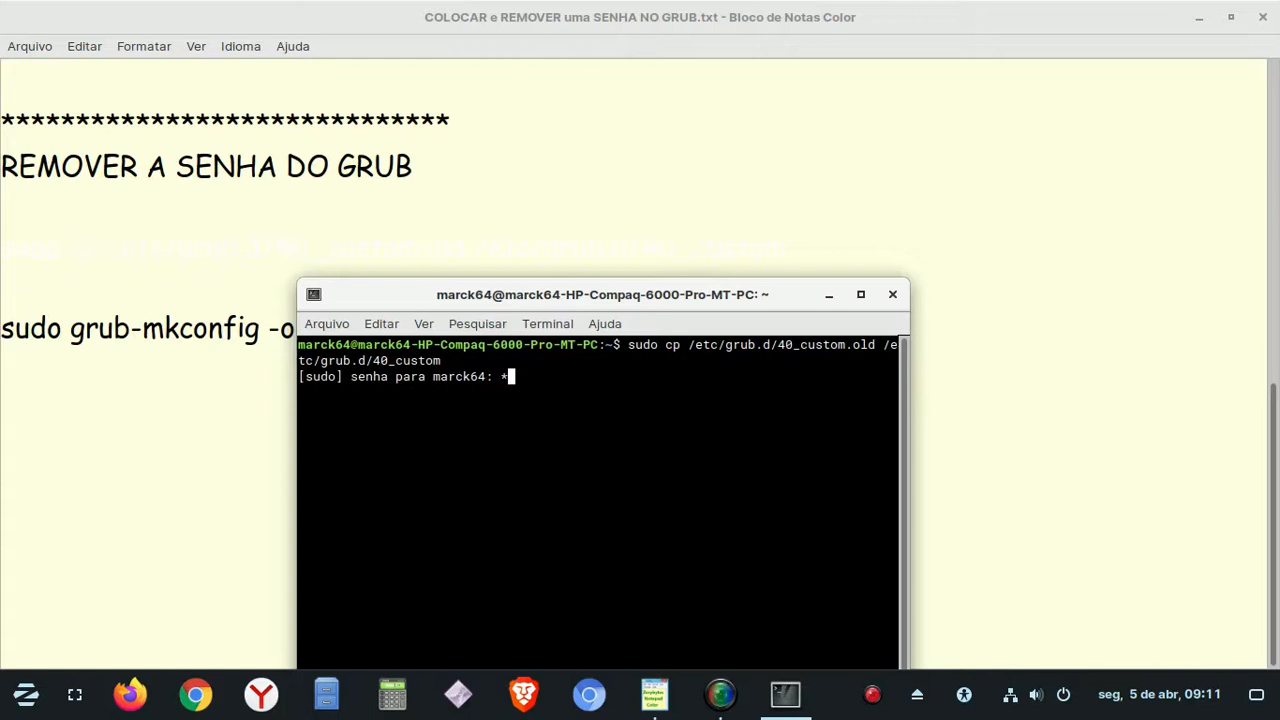 COLOCAR e REMOVER uma SENHA NO GRUB.txt - Bloco de Notas Color
Arquivo Editar Formatar Ver Idioma Ajuda
******************************
REMOVER A SENHA DO GRUB
sudo grub-mkconfig -o
marck64@marck64-HP-Compaq-6000-Pro-MT-PC: ~
Arquivo Editar Ver Pesquisar Terminal Ajuda
marck64@marck64-HP-Compaq-6000-Pro-MT-PC:~$ sudo cp /etc/grub.d/40_custom.old /e
tc/grub.d/40_custom
[sudo] senha para marck64: *
seg, 5 de abr, 09:11